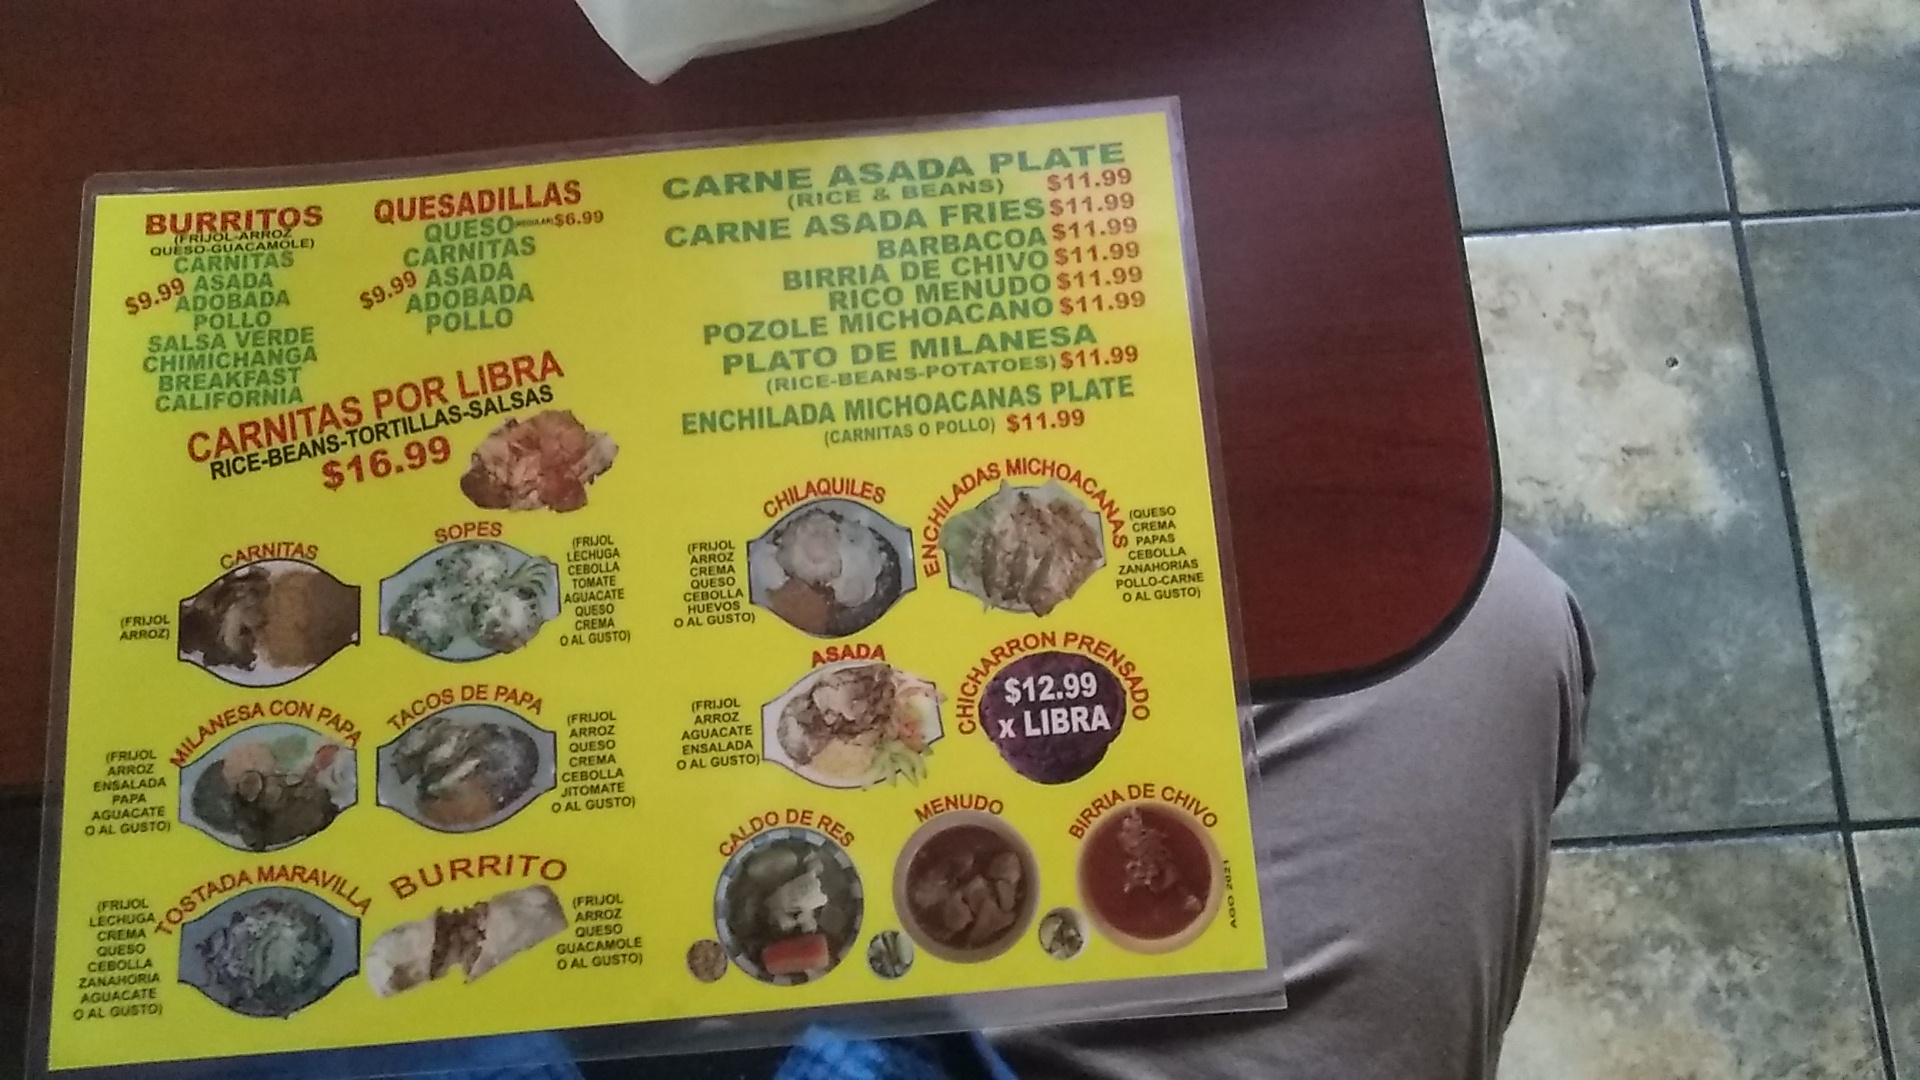 BURRITOS
(FRIJOL-ARROZ
QUESO-GUACAMOLE)
CARNITAS
ASADA
$9.99
ADOBADA
POLLO
SALSA VERDE
CHIMICHANGA
BREAKFAST
CALIFORNIA
QUESADILLAS
QUESO (REGULAR) $6.99
CARNITAS
$9.99 ASADA
ADOBADA
POLLO
CARNITAS POR LIBRA
RICE-BEANS-TORTILLAS-SALSAS
$16.99
CARNE ASADA PLATE
(RICE & BEANS) $11.99
CARNE ASADA FRIES $11.99
BARBACOA $11.99
BIRRIA DE CHIVO $11.99
RICO MENUDO $11.99
POZOLE MICHOACANO $11.99
PLATO DE MILANESA
(RICE-BEANS-POTATOES) $11.99
ENCHILADA MICHOACANAS PLATE
(CARNITAS O POLLO) $11.99
CARNITAS
(FRIJOL
ARROZ)
SOPES
(FRIJOL
LECHUGA
CEBOLLA
TOMATE
AGUACATE
QUESO
CREMA
O AL GUSTO)
CHILAQUILES
(FRIJOL
ARROZ
CREMA
QUESO
CEBOLLA
HUEVOS
O AL GUSTO)
ENCHILADAS MICHOACANAS
(QUESO
CREMA
PAPAS
CEBOLLA
ZANAHORIAS
POLLO-CARNE
O AL GUSTO)
MILANESA CON PAPA
(FRIJOL
ARROZ
ENSALADA
PAPA
AGUACATE
O AL GUSTO)
TACOS DE PAPA
(FRIJOL
ARROZ
QUESO
CREMA
CEBOLLA
JITOMATE
O AL GUSTO)
ASADA
(FRIJOL
ARROZ
AGUACATE
ENSALADA
O AL GUSTO)
CHICHARRON PRENSADO
$12.99
x LIBRA
TOSTADA MARAVILLA
(FRIJOL
LECHUGA
CREMA
QUESO
CEBOLLA
ZANAHORIA
AGUACATE
O AL GUSTO)
BURRITO
(FRIJOL
ARROZ
QUESO
GUACAMOLE
O AL GUSTO)
CALDO DE RES
MENUDO
BIRRIA DE CHIVO
AGO 2021